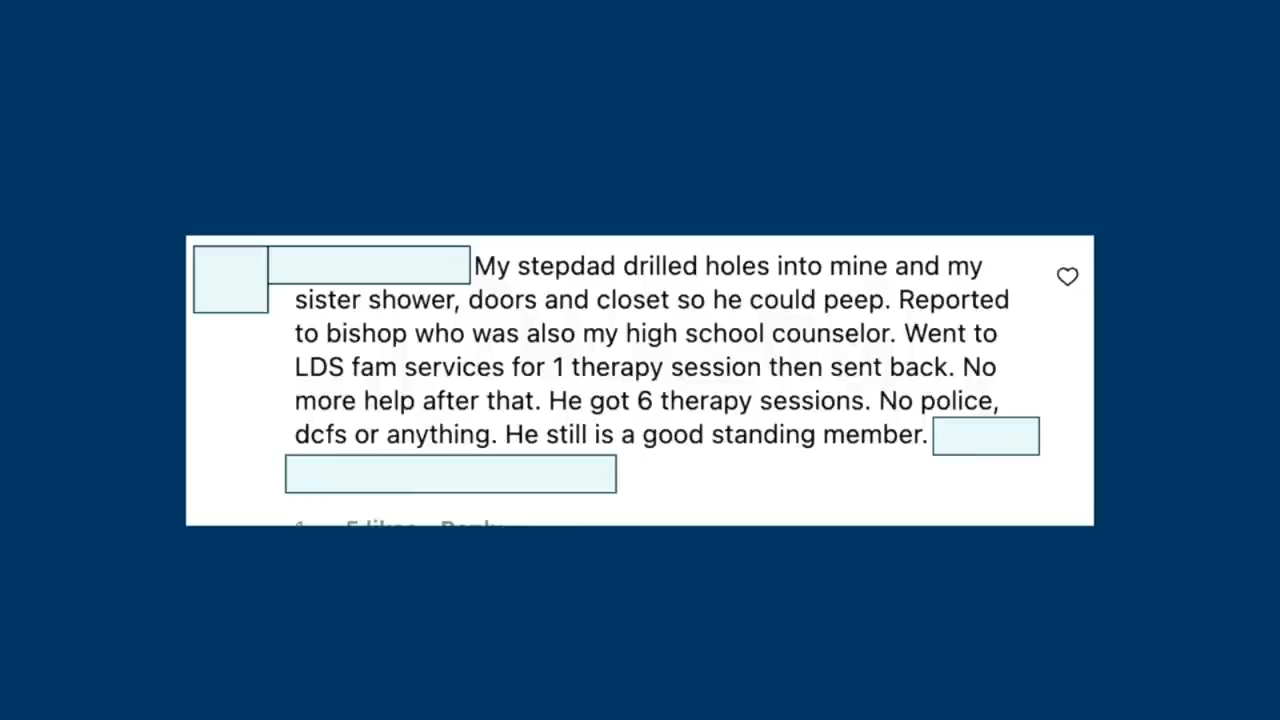 My stepdad drilled holes into mine and my
sister shower, doors and closet so he could peep. Reported
to bishop who was also my high school counselor. Went to
LDS fam services for 1 therapy session then sent back. No
more help after that. He got 6 therapy sessions. No police,
dcfs or anything. He still is a good standing member.
5 likes Reply